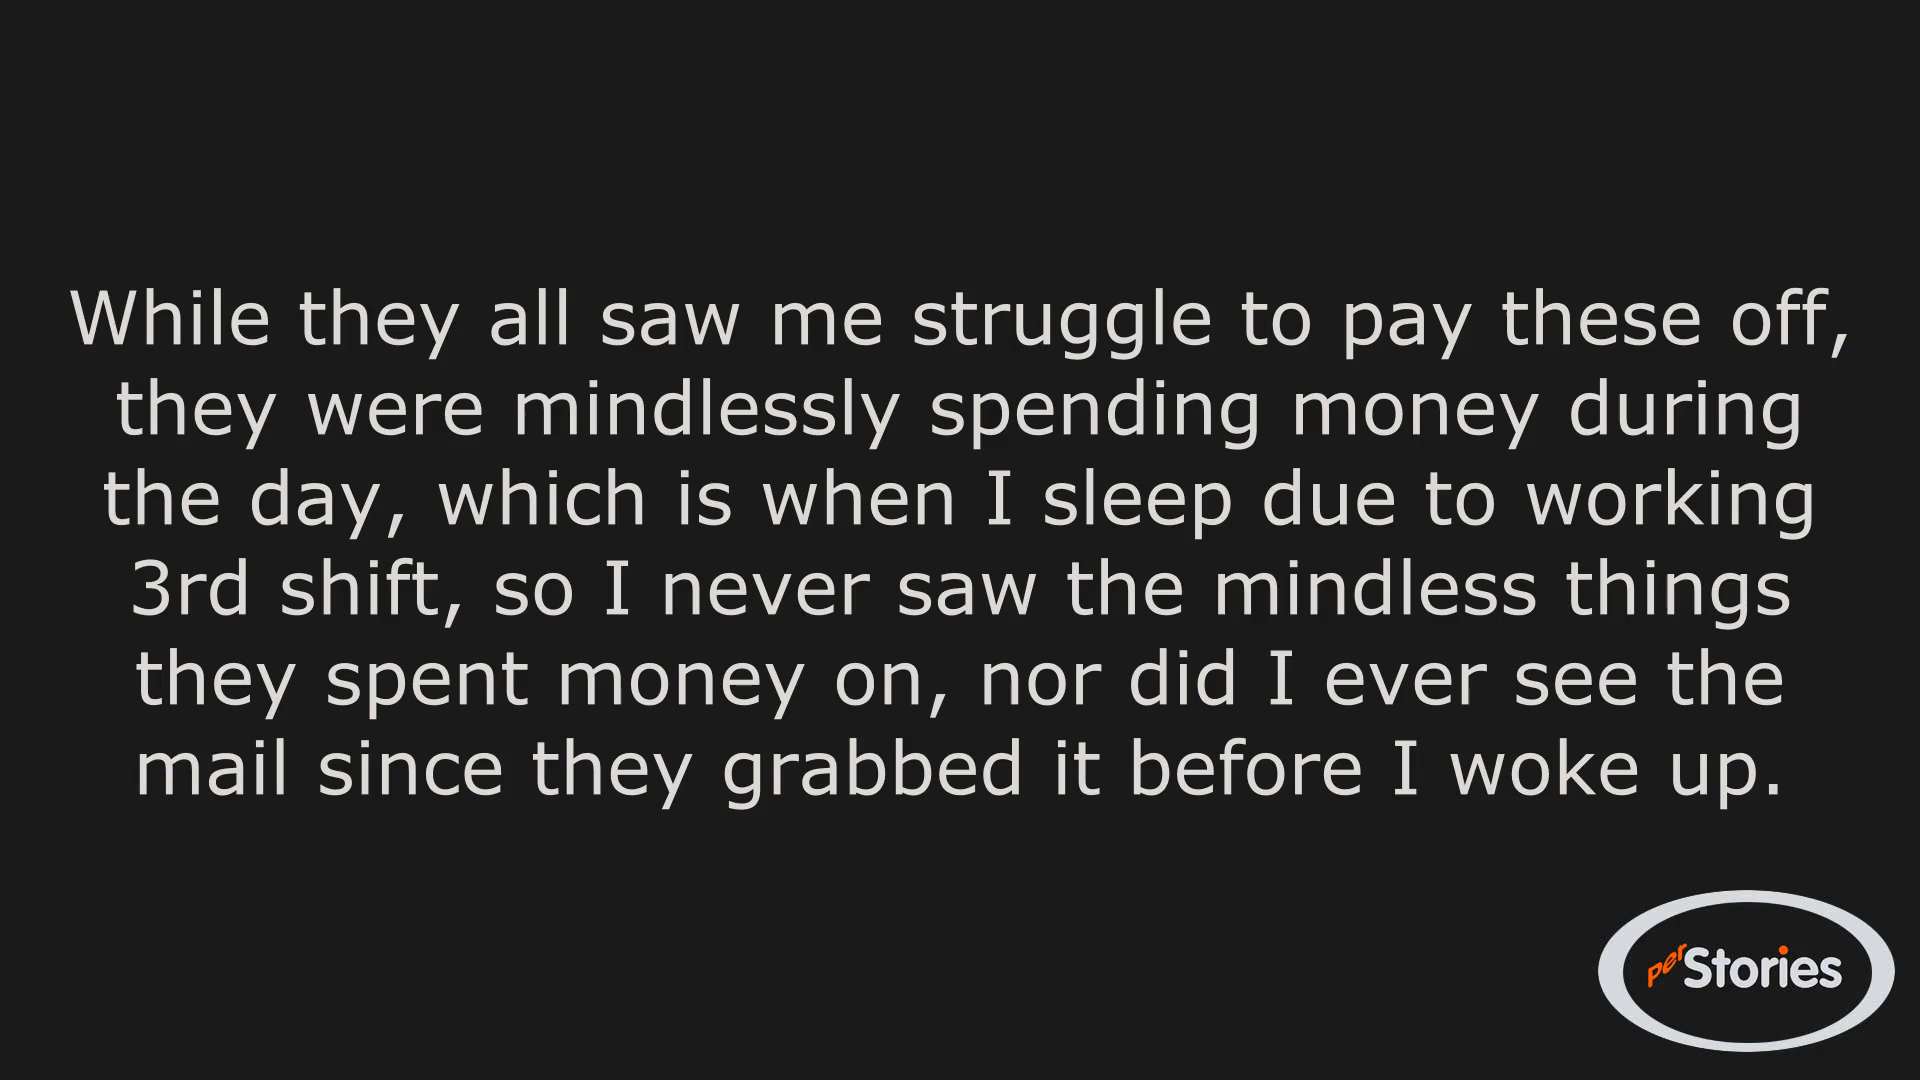 While they all saw me struggle to pay these off,
they were mindlessly spending money during
the day, which is when I sleep due to working
3rd shift, so I never saw the mindless things
they spent money on, nor did I ever see the
mail since they grabbed it before I woke up.
perStories